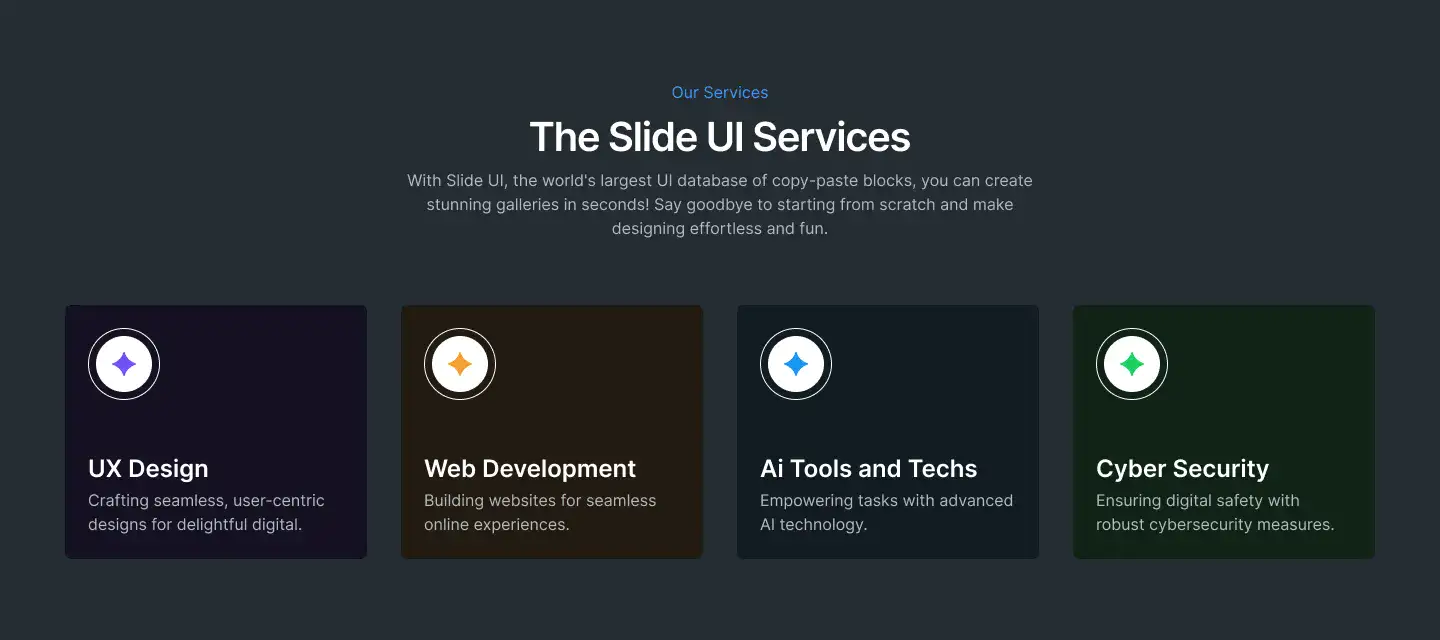 Our Services
The Slide UI Services
With Slide UI, the world's largest UI database of copy-paste blocks, you can create
stunning galleries in seconds! Say goodbye to starting from scratch and make
designing effortless and fun.
UX Design
Crafting seamless, user-centric
designs for delightful digital.
Web Development
Building websites for seamless
online experiences.
Ai Tools and Techs
Empowering tasks with advanced
AI technology.
Cyber Security
Ensuring digital safety with
robust cybersecurity measures.